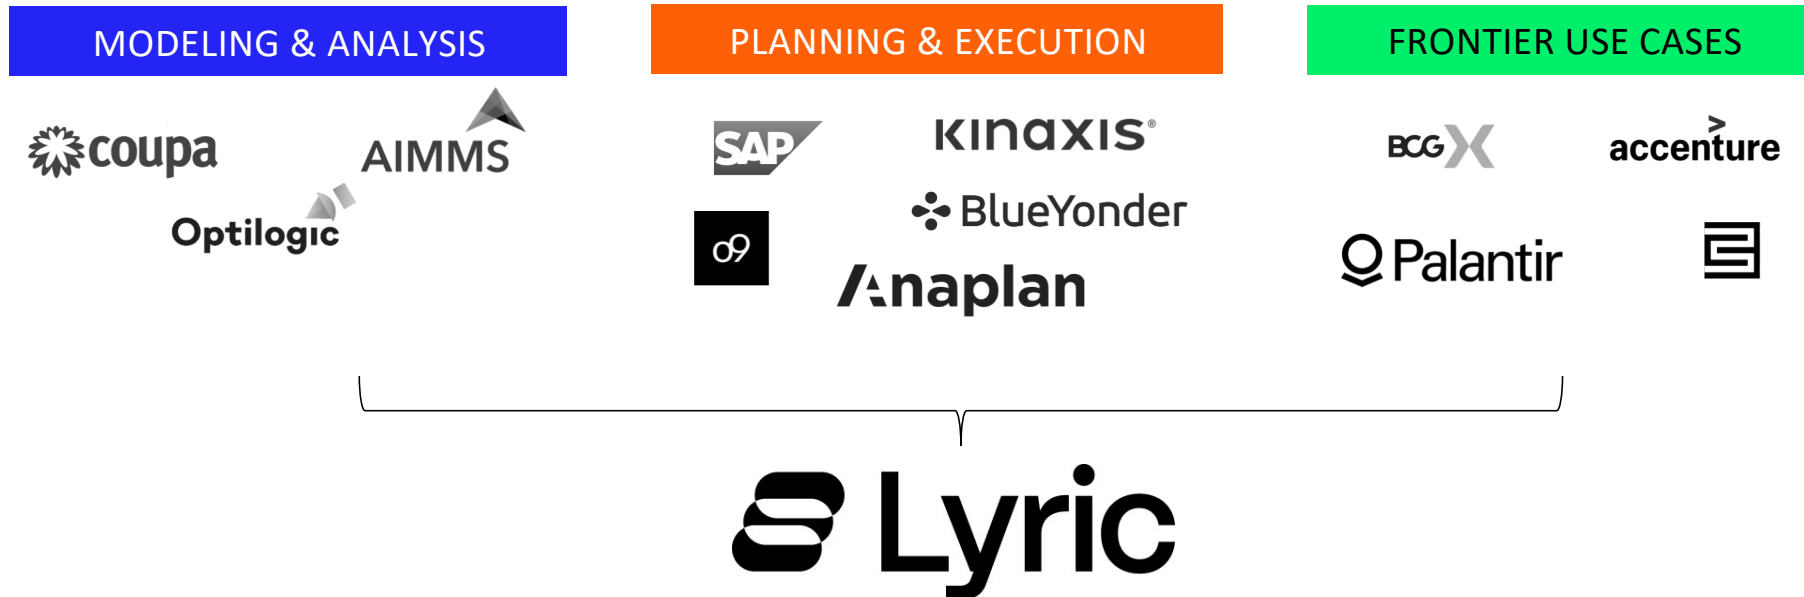 MODELING & ANALYSIS
PLANNING & EXECUTION
FRONTIER USE CASES
coupa
AIMMS
Optilogic
SAP
kinaxis®
o9
BlueYonder
Anaplan
BCG X
accenture
Palantir
Lyric